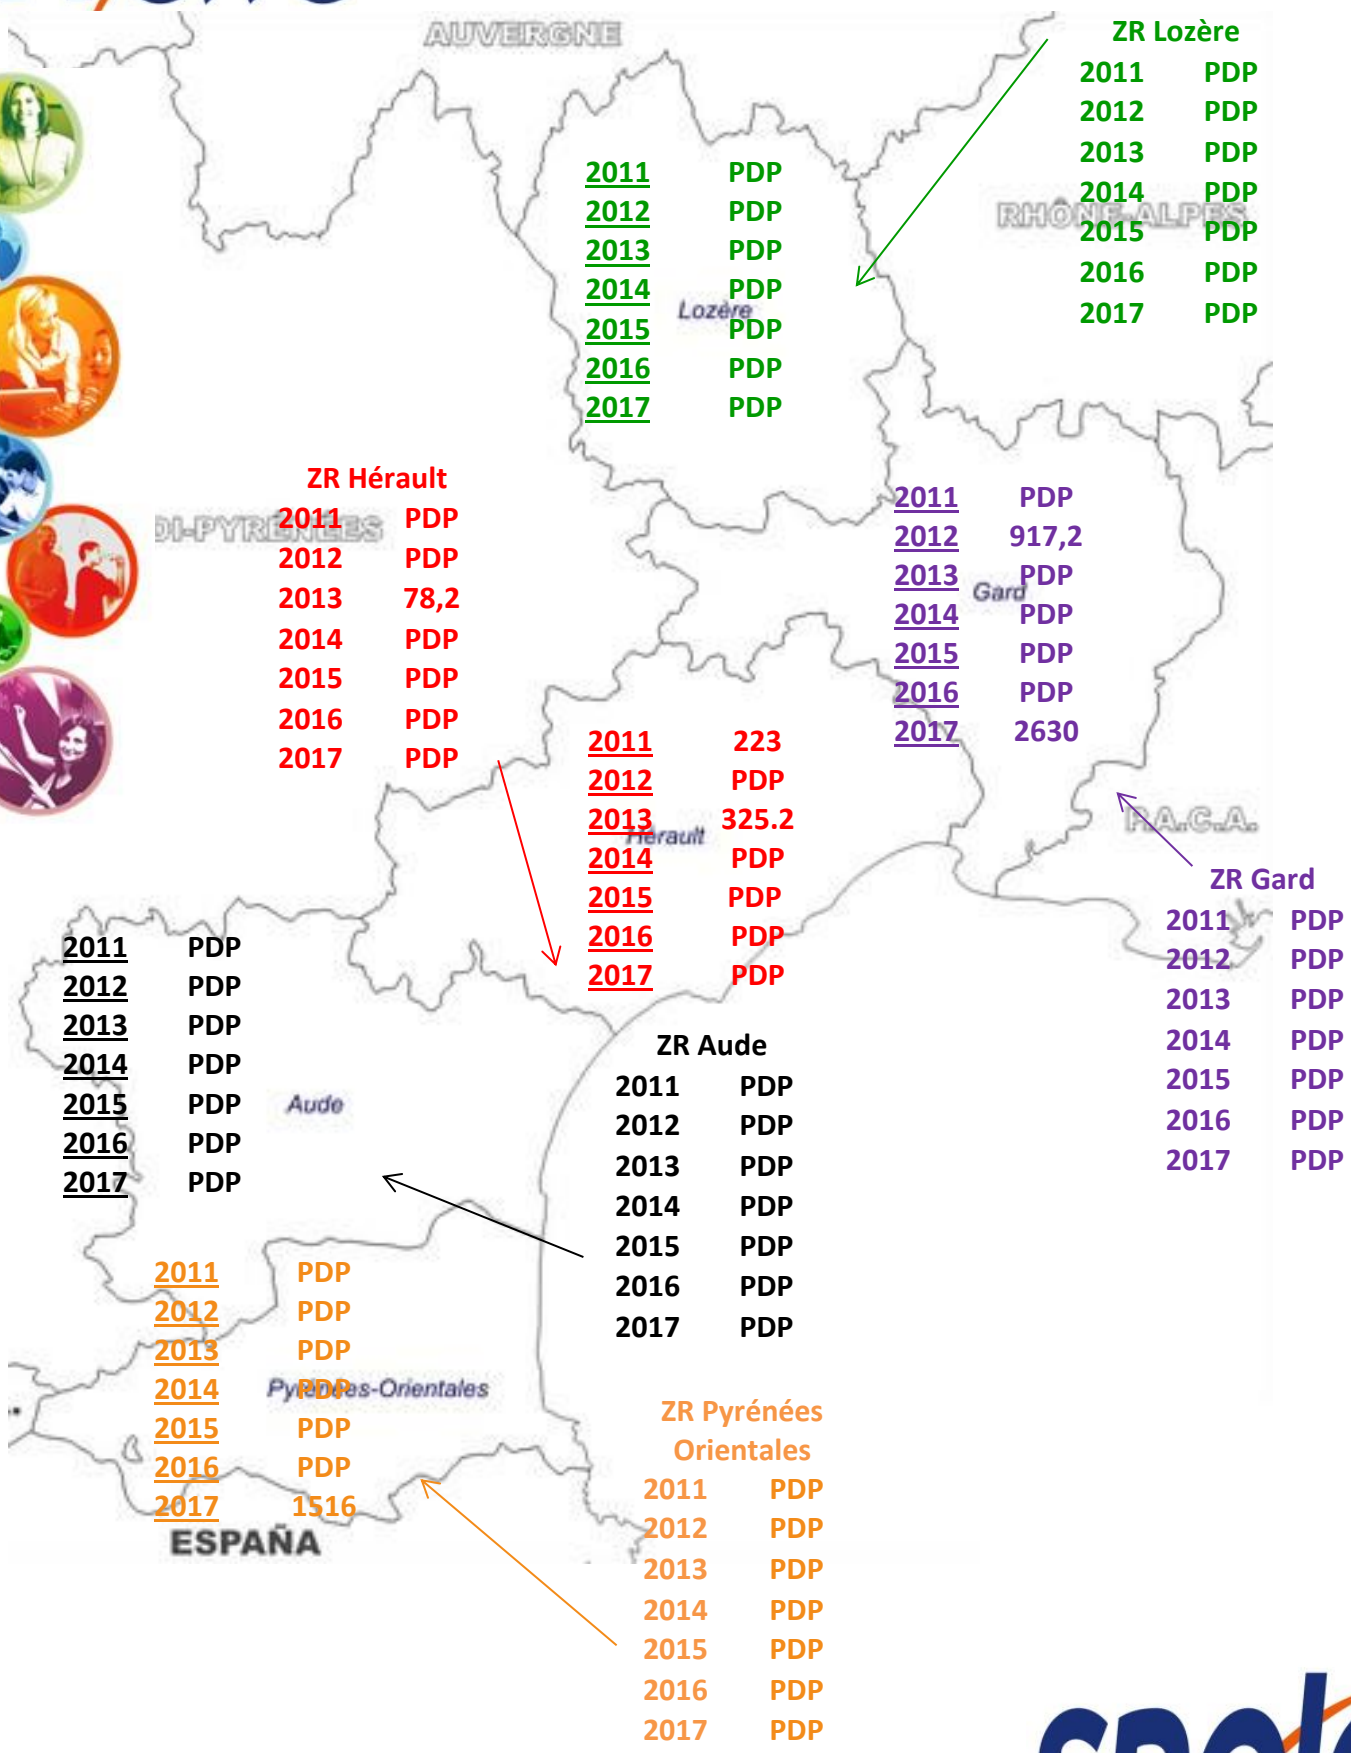 AUVERGNE
ZR Lozère
2011 PDP
2012 PDP
2013 PDP
2014 PDP
RHÔNE-ALPES
2015 PDP
2016 PDP
2017 PDP
2011 PDP
2012 PDP
2013 PDP
2014 PDP
Lozère
2015 PDP
2016 PDP
2017 PDP
ZR Hérault
2011 PDP
DI-PYRÉNÉES
2012 PDP
2013 78,2
2014 PDP
2015 PDP
2016 PDP
2017 PDP
2011 PDP
2012 917,2
2013 PDP
Gard
2014 PDP
2015 PDP
2016 PDP
2017 2630
2011 223
2012 PDP
2013 325.2
Hérault
2014 PDP
2015 PDP
2016 PDP
2017 PDP
P.A.C.A.
ZR Gard
2011 PDP
2012 PDP
2013 PDP
2014 PDP
2015 PDP
2016 PDP
2017 PDP
2011 PDP
2012 PDP
2013 PDP
2014 PDP
2015 PDP
Aude
2016 PDP
2017 PDP
ZR Aude
2011 PDP
2012 PDP
2013 PDP
2014 PDP
2015 PDP
2016 PDP
2017 PDP
2011 PDP
2012 PDP
2013 PDP
2014 PDP
Pyrénées-Orientales
2015 PDP
2016 PDP
2017 1516
ESPAÑA
ZR Pyrénées
Orientales
2011 PDP
2012 PDP
2013 PDP
2014 PDP
2015 PDP
2016 PDP
2017 PDP